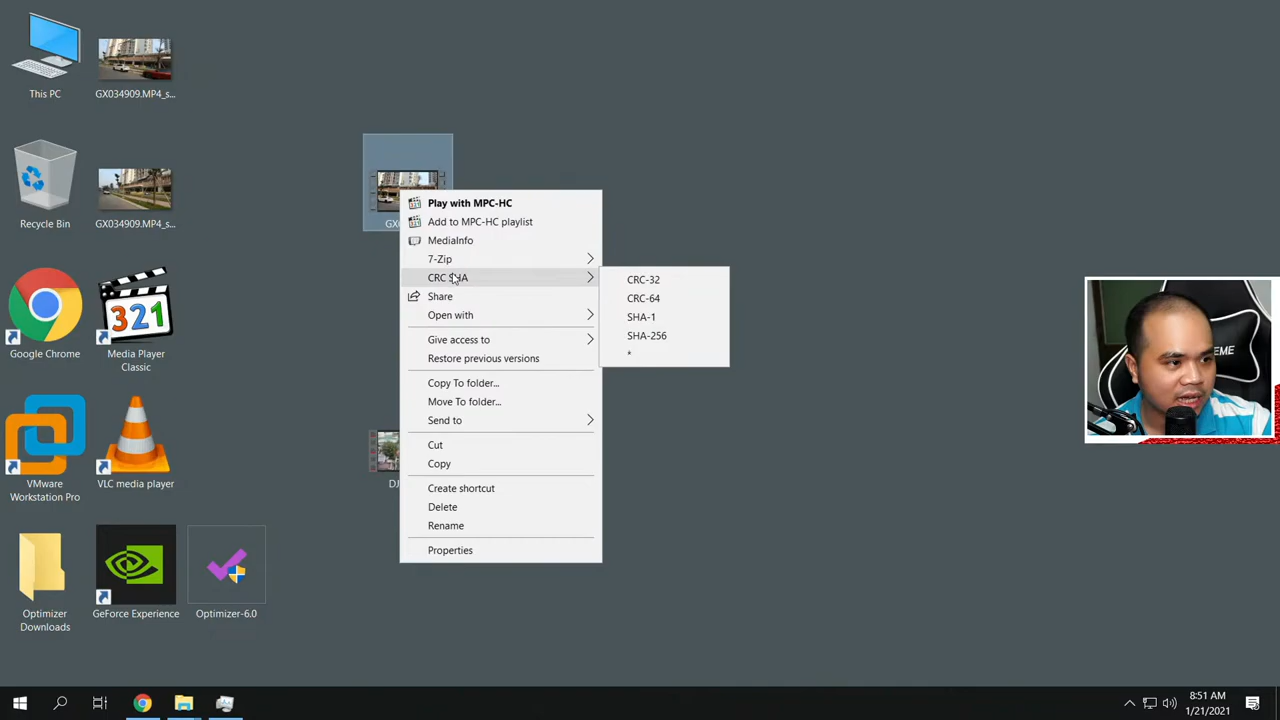 This PC
GX034909.MP4_s...
Recycle Bin
GX034909.MP4_s...
Google Chrome
321
Media Player
Classic
VMware
Workstation Pro
VLC media player
Optimizer
Downloads
GeForce Experience
Optimizer-6.0
Play with MPC-HC
Add to MPC-HC playlist
MediaInfo
7-Zip
CRC SHA
Share
Open with
Give access to
Restore previous versions
Copy To folder...
Move To folder...
Send to
Cut
Copy
Create shortcut
Delete
Rename
Properties
CRC-32
CRC-64
SHA-1
SHA-256
*
8:51 AM
1/21/2021